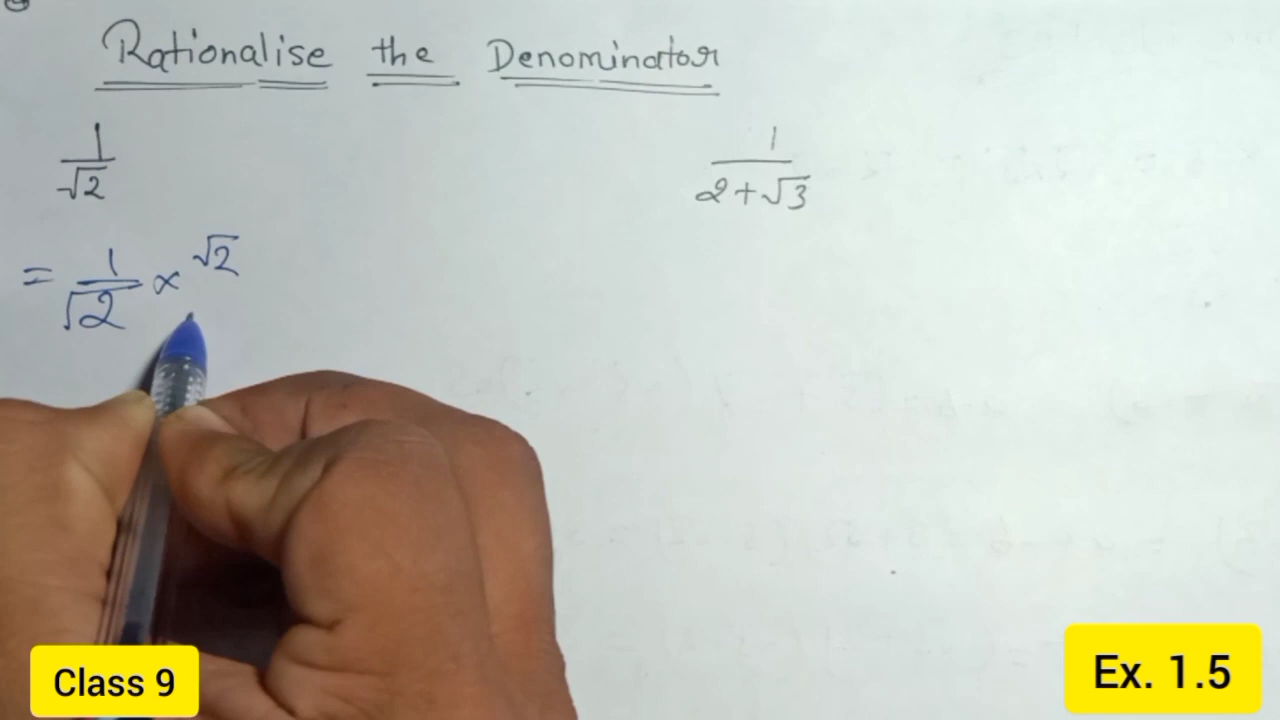 Rationalise the Denominator
1/√2
1/(2+√3)
= 1/√2 × √2
Class 9
Ex. 1.5